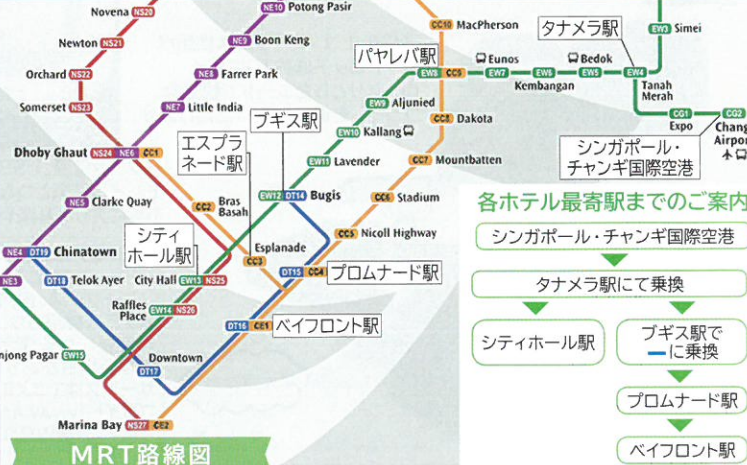 Novena NS20
NE10 Potong Pasir
CC10 MacPherson
タナメラ駅
EW3 Simei
Newton NS21
NE9 Boon Keng
パヤレバ駅
Eunos
Bedok
Orchard NS22
NE8 Farrer Park
EW8 CC9
EW7
EW6
EW5
EW4
Kembangan
Tanah
Merah
Somerset NS23
NE7 Little India
EW9 Aljunied
CC8 Dakota
CG1
CG2
Expo
ブギス駅
EW10 Kallang
エスプラ
ネード駅
シンガポール・
チャンギ国際空港
Dhoby Ghaut NS24 NE6 CC1
EW11 Lavender
CC7 Mountbatten
NE5 Clarke Quay
CC2 Bras
Basah
EW12 DT14 Bugis
CC6 Stadium
各ホテル最寄駅までのご案内
シティ
ホール駅
CC5 Nicoll Highway
シンガポール・チャンギ国際空港
NE4 DT19 Chinatown
Esplanade
CC3
NE3
DT18 Telok Ayer
City Hall EW13 NS25
DT15 CC4 プロムナード駅
タナメラ駅にて乗換
Raffles
Place EW14 NS26
DT16 CE1 ベイフロント駅
シティホール駅
ブギス駅で
に乗換
njong Pagar EW15
Downtown
DT17
プロムナード駅
Marina Bay NS27 CE2
MRT路線図
ベイフロント駅